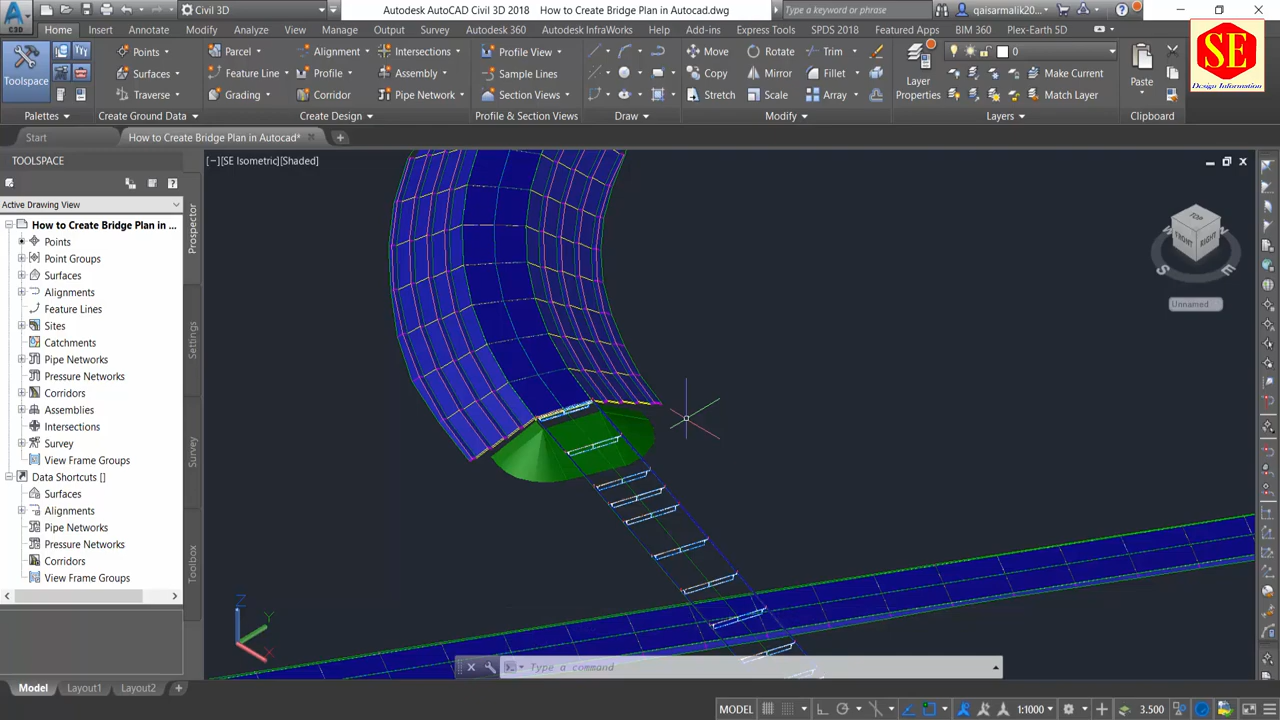 Civil 3D
Autodesk AutoCAD Civil 3D 2018 How to Create Bridge Plan in Autocad.dwg
Type a keyword or phrase
qaisarmalik20...
Home Insert Annotate Modify Analyze View Manage Output Survey Autodesk 360 Autodesk InfraWorks Help Add-ins Express Tools SPDS 2018 Featured Apps BIM 360 Plex-Earth 5D
SE
Design Information
Toolspace
Points
Surfaces
Traverse
Parcel
Feature Line
Grading
Alignment
Profile
Corridor
Intersections
Assembly
Pipe Network
Profile View
Sample Lines
Section Views
Move
Copy
Stretch
Rotate
Mirror
Scale
Trim
Fillet
Array
Layer
Properties
0
Make Current
Match Layer
Paste
Palettes
Create Ground Data
Create Design
Profile & Section Views
Draw
Modify
Layers
Clipboard
Start
How to Create Bridge Plan in Autocad*
TOOLSPACE
Active Drawing View
How to Create Bridge Plan in ...
Points
Point Groups
Surfaces
Alignments
Feature Lines
Sites
Catchments
Pipe Networks
Pressure Networks
Corridors
Assemblies
Intersections
Survey
View Frame Groups
Data Shortcuts []
Surfaces
Alignments
Pipe Networks
Pressure Networks
Corridors
View Frame Groups
Prospector
Settings
Survey
Toolbox
[−][SE Isometric][Shaded]
TOP
FRONT
RIGHT
S
E
Unnamed
Z
Y
X
Type a command
Model
Layout1
Layout2
MODEL
1:1000
3.500